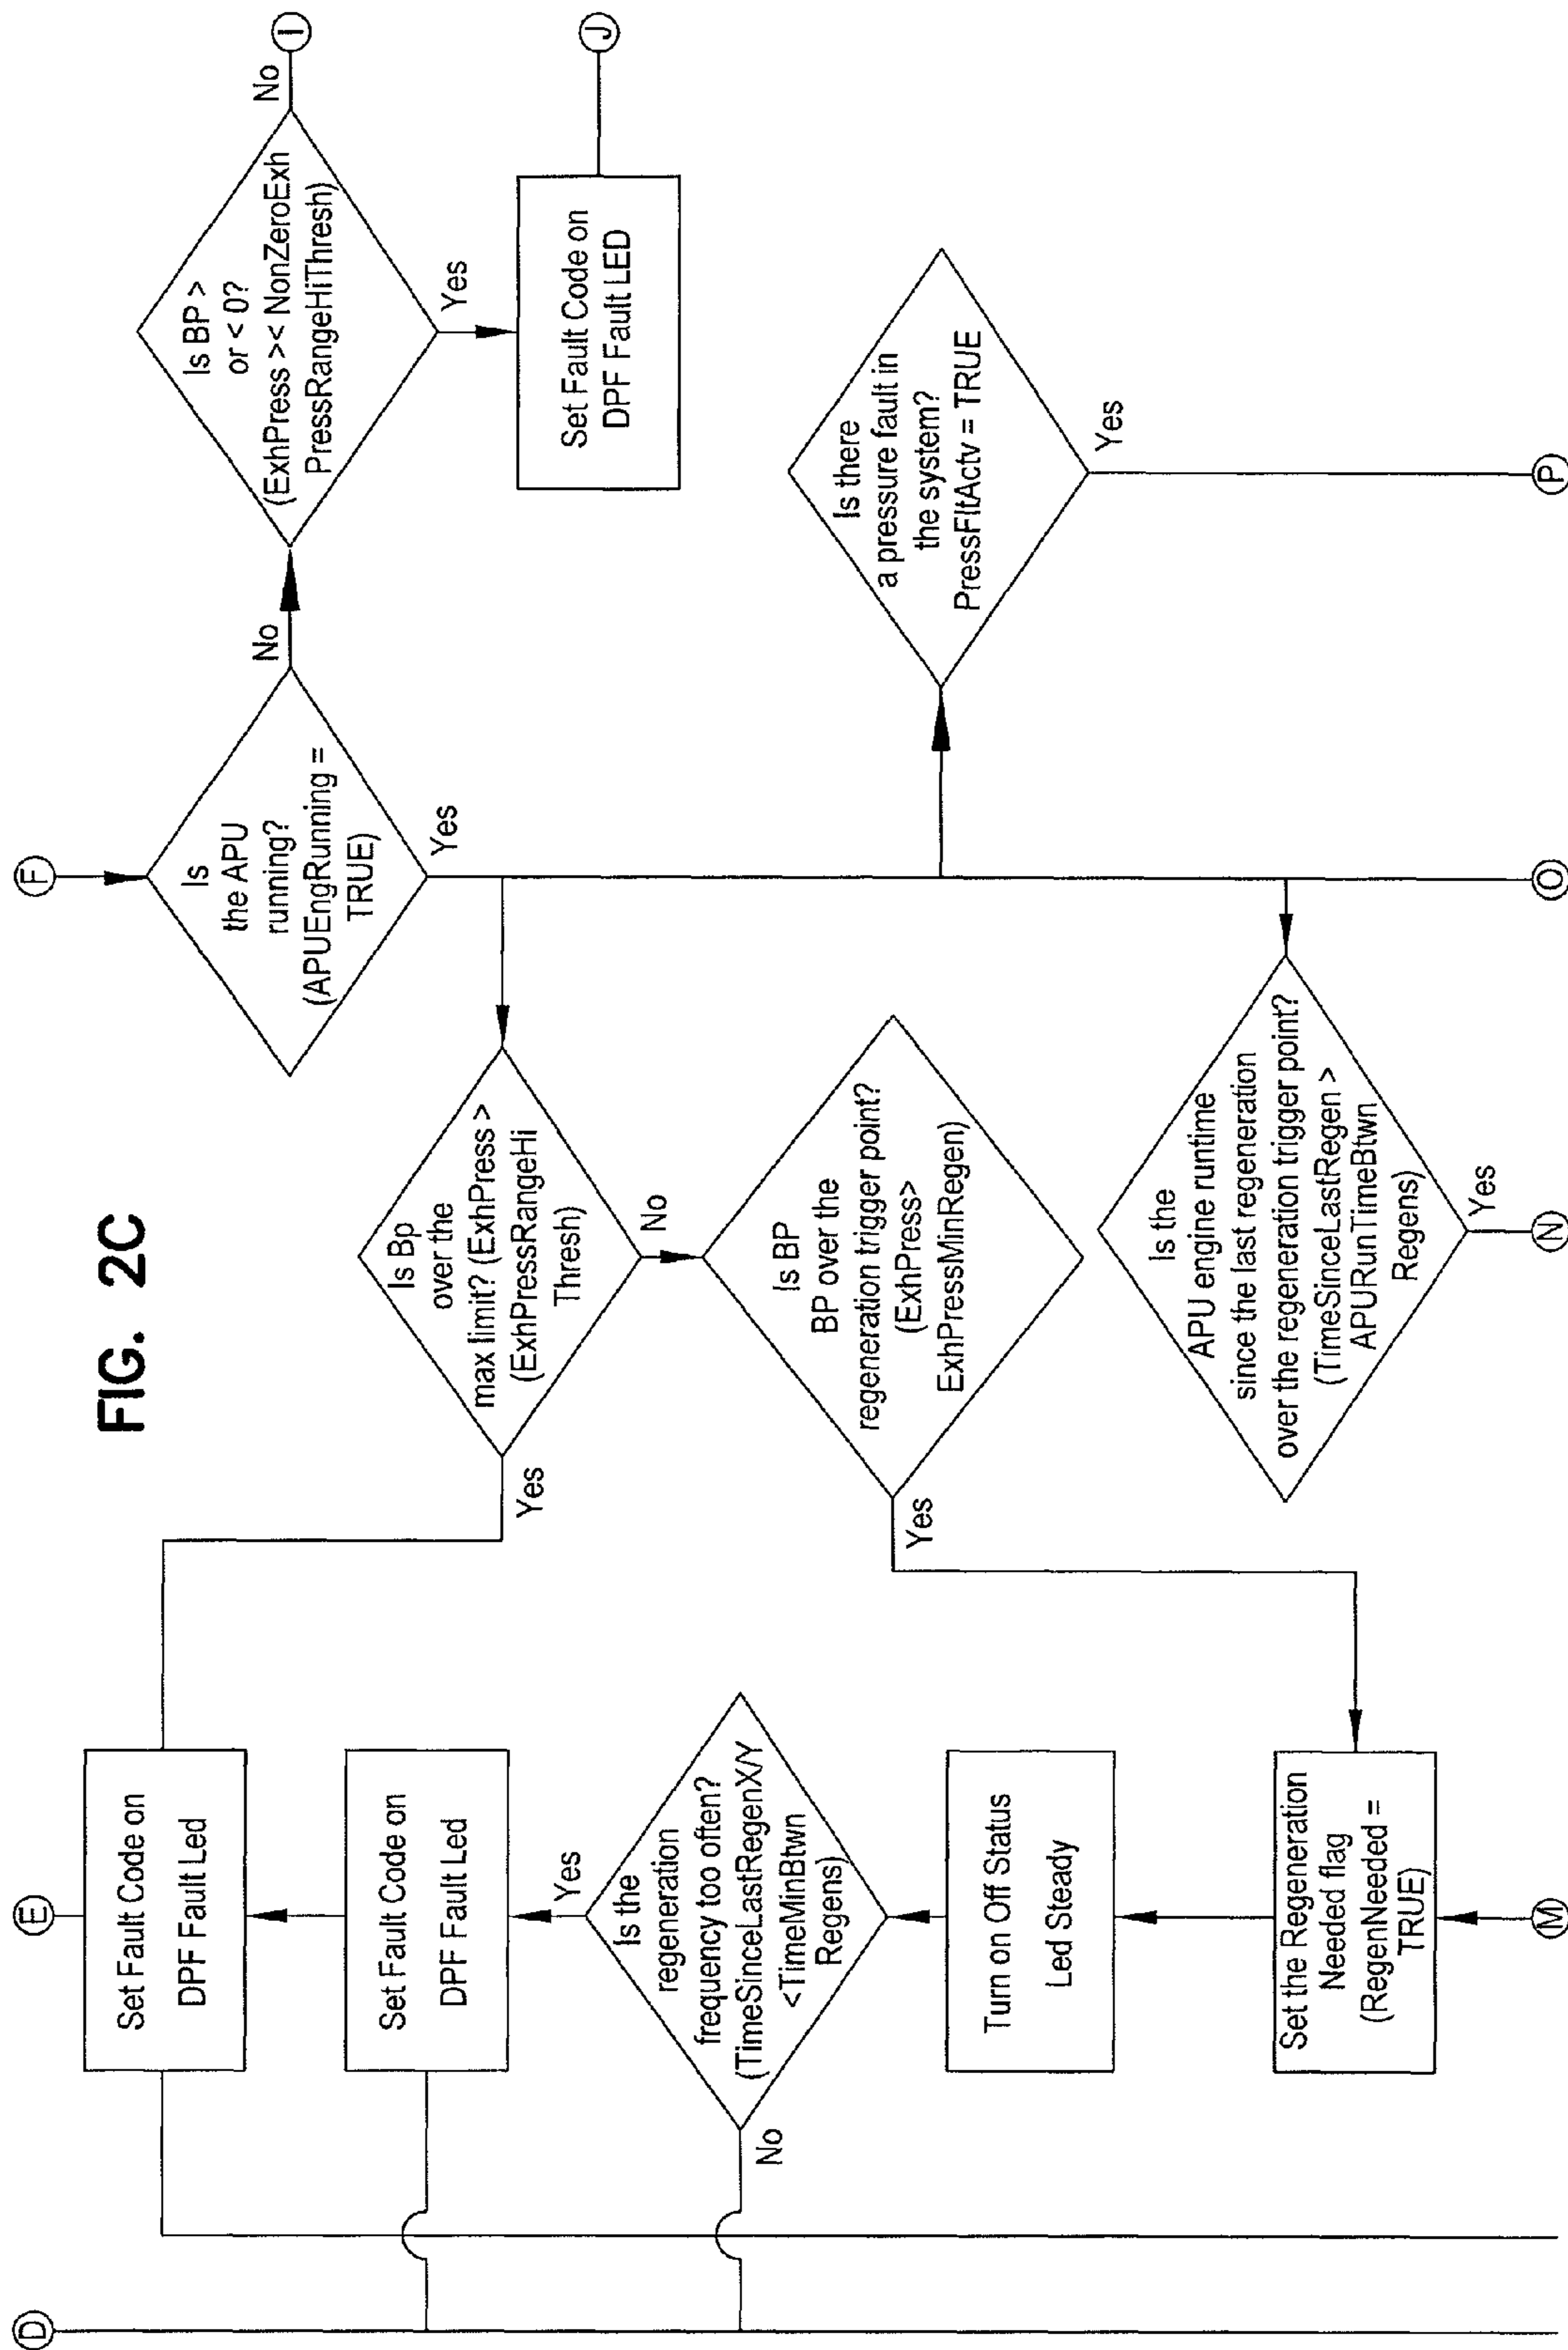 FIG. 2C
D
E
F
I
J
Set Fault Code on
DPF Fault Led
Set Fault Code on
DPF Fault Led
Yes
Is the
regeneration
frequency too often?
(TimeSinceLastRegenX/Y
<TimeMinBtwn
Regens)
No
Turn on Off Status
Led Steady
Set the Regeneration
Needed flag
(RegenNeeded =
TRUE)
M
Yes
Is Bp
over the
max limit? (ExhPress >
(ExhPressRangeHi
Thresh)
No
Is BP
BP over the
regeneration trigger point?
(ExhPress>
ExhPressMinRegen)
Yes
Is the
APU engine runtime
since the last regeneration
over the regeneration trigger point?
(TimeSinceLastRegen >
APURunTimeBtwn
Regens)
Yes
N
Is
the APU
running?
(APUEngRunning =
TRUE)
No
Yes
O
Is BP >
or < 0?
(ExhPress >< NonZeroExh
PressRangeHiThresh)
No
Yes
Set Fault Code on
DPF Fault LED
Is there
a pressure fault in
the system?
PressFltActv = TRUE
Yes
P